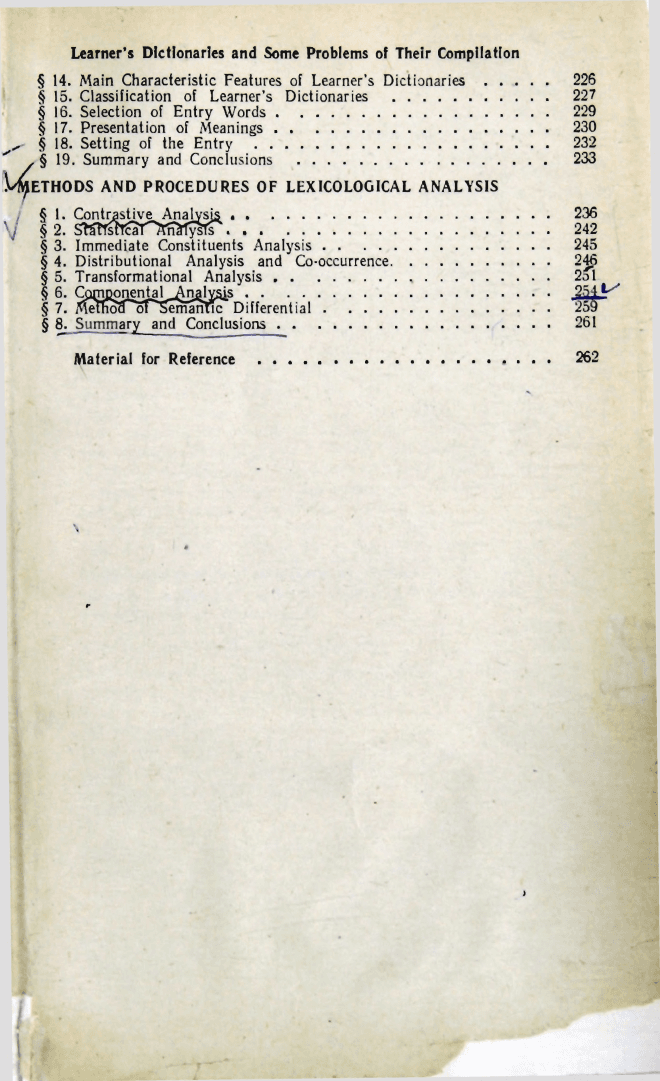 Learner's Dictionaries and Some Problems of Their Compilation
§ 14. Main Characteristic Features of Learner's Dictionaries . . . . . 226
§ 15. Classification of Learner's Dictionaries . . . . . . . . . . . 227
§ 16. Selection of Entry Words . . . . . . . . . . . . . . . . . 229
§ 17. Presentation of Meanings . . . . . . . . . . . . . . . . . 230
§ 18. Setting of the Entry . . . . . . . . . . . . . . . . . . . 232
§ 19. Summary and Conclusions . . . . . . . . . . . . . . . . 233
METHODS AND PROCEDURES OF LEXICOLOGICAL ANALYSIS
§ 1. Contrastive Analysis . . . . . . . . . . . . . . . . . . . . 236
§ 2. Statistical Analysis . . . . . . . . . . . . . . . . . . . . 242
§ 3. Immediate Constituents Analysis . . . . . . . . . . . . . . 245
§ 4. Distributional Analysis and Co-occurrence. . . . . . . . . . 246
§ 5. Transformational Analysis . . . . . . . . . . . . . . . . . 251
§ 6. Componental Analysis . . . . . . . . . . . . . . . . . . . 254
§ 7. Method of Semantic Differential . . . . . . . . . . . . . . 259
§ 8. Summary and Conclusions . . . . . . . . . . . . . . . . . 261
Material for Reference . . . . . . . . . . . . . . . . . . 262